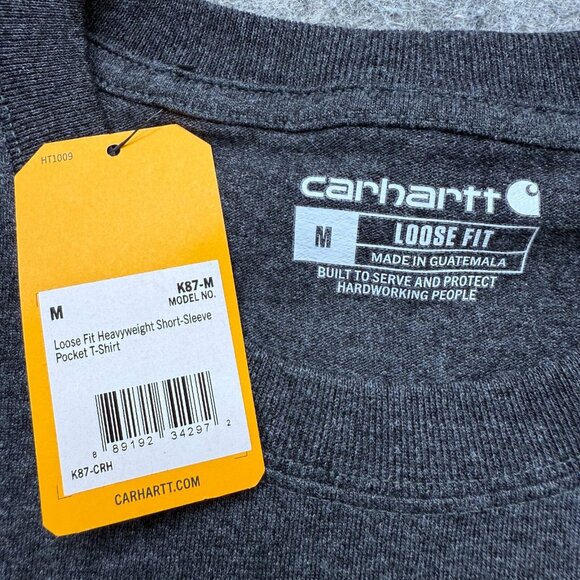 HT1009
M
K87-M
MODEL NO.
Loose Fit Heavyweight Short-Sleeve
Pocket T-Shirt
8 89192 34297 2
K87-CRH
CARHARTT.COM
carhartt
M
LOOSE FIT
MADE IN GUATEMALA
BUILT TO SERVE AND PROTECT
HARDWORKING PEOPLE